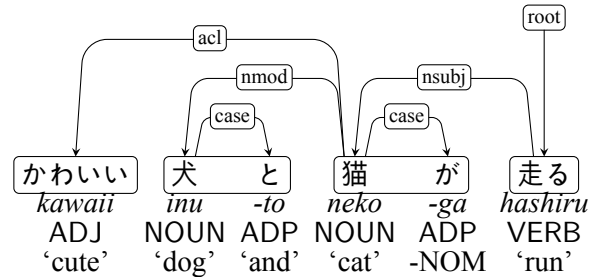 root
acl
nmod nsubj
case case
かわいい 犬 と 猫 が 走る
kawaii inu -to neko -ga hashiru
ADJ NOUN ADP NOUN ADP VERB
‘cute’ ‘dog’ ‘and’ ‘cat’ -NOM ‘run’